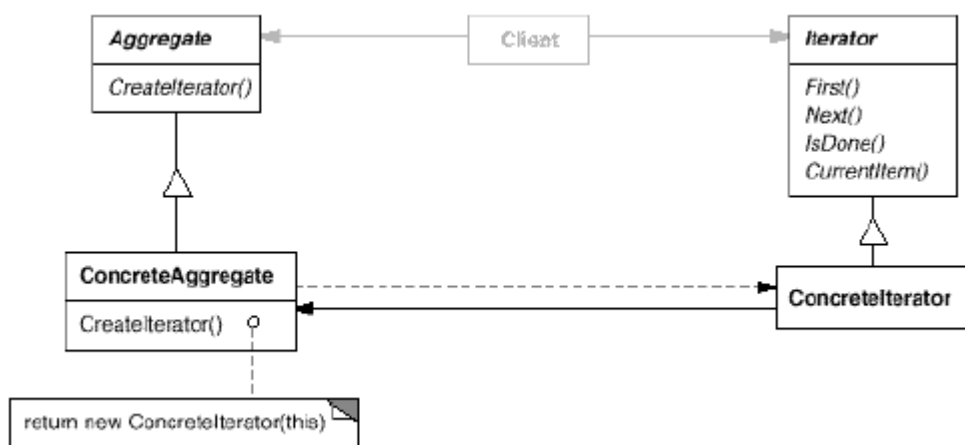 Aggregate
CreateIterator()
Client
Iterator
First()
Next()
IsDone()
CurrentItem()
ConcreteAggregate
CreateIterator()
ConcreteIterator
return new ConcreteIterator(this)